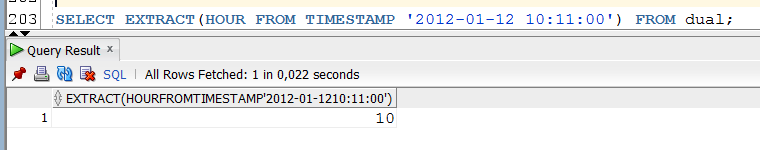 203 SELECT EXTRACT(HOUR FROM TIMESTAMP '2012-01-12 10:11:00') FROM dual;
Query Result x
SQL | All Rows Fetched: 1 in 0,022 seconds
EXTRACT(HOURFROMTIMESTAMP'2012-01-1210:11:00')
1 10